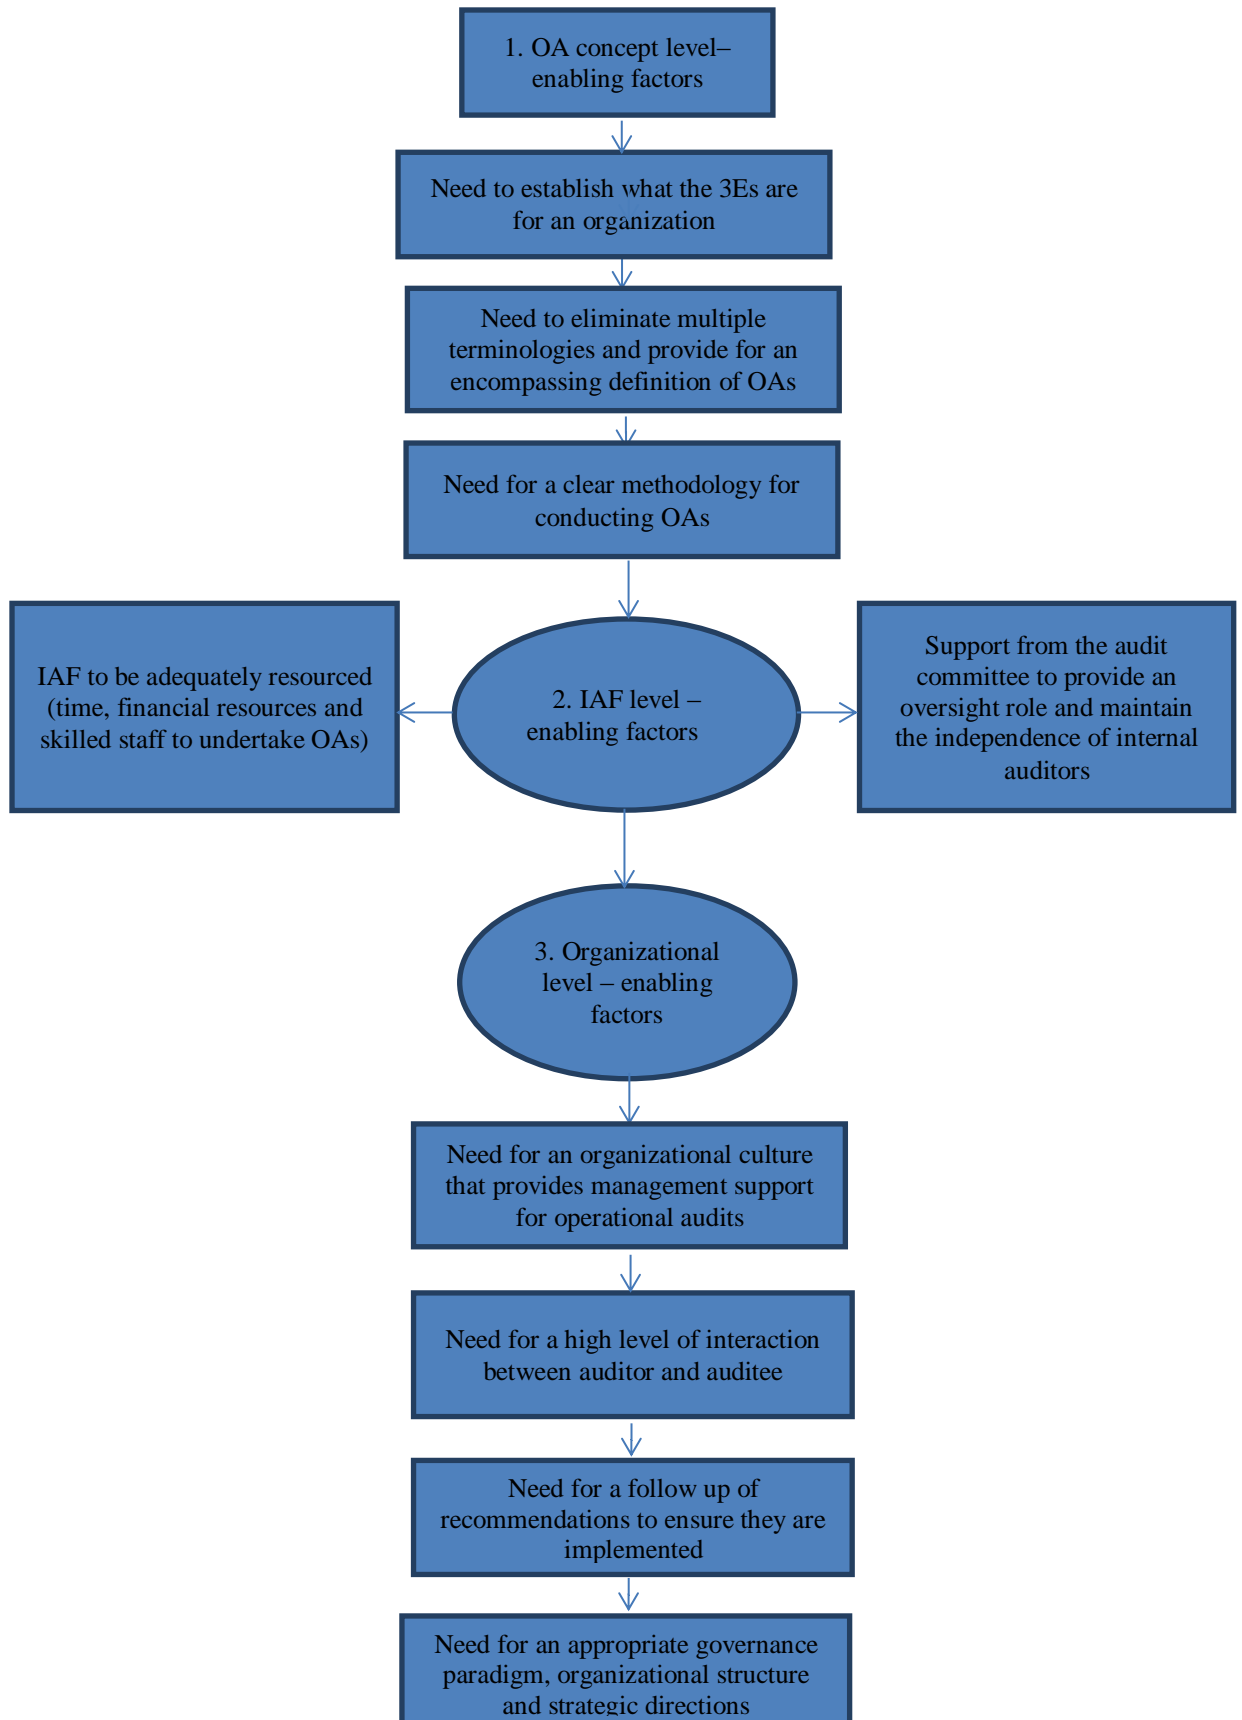 1. OA concept level–
enabling factors
Need to establish what the 3Es are
for an organization
Need to eliminate multiple
terminologies and provide for an
encompassing definition of OAs
Need for a clear methodology for
conducting OAs
IAF to be adequately resourced
(time, financial resources and
skilled staff to undertake OAs)
2. IAF level –
enabling factors
Support from the audit
committee to provide an
oversight role and maintain
the independence of internal
auditors
3. Organizational
level – enabling
factors
Need for an organizational culture
that provides management support
for operational audits
Need for a high level of interaction
between auditor and auditee
Need for a follow up of
recommendations to ensure they are
implemented
Need for an appropriate governance
paradigm, organizational structure
and strategic directions